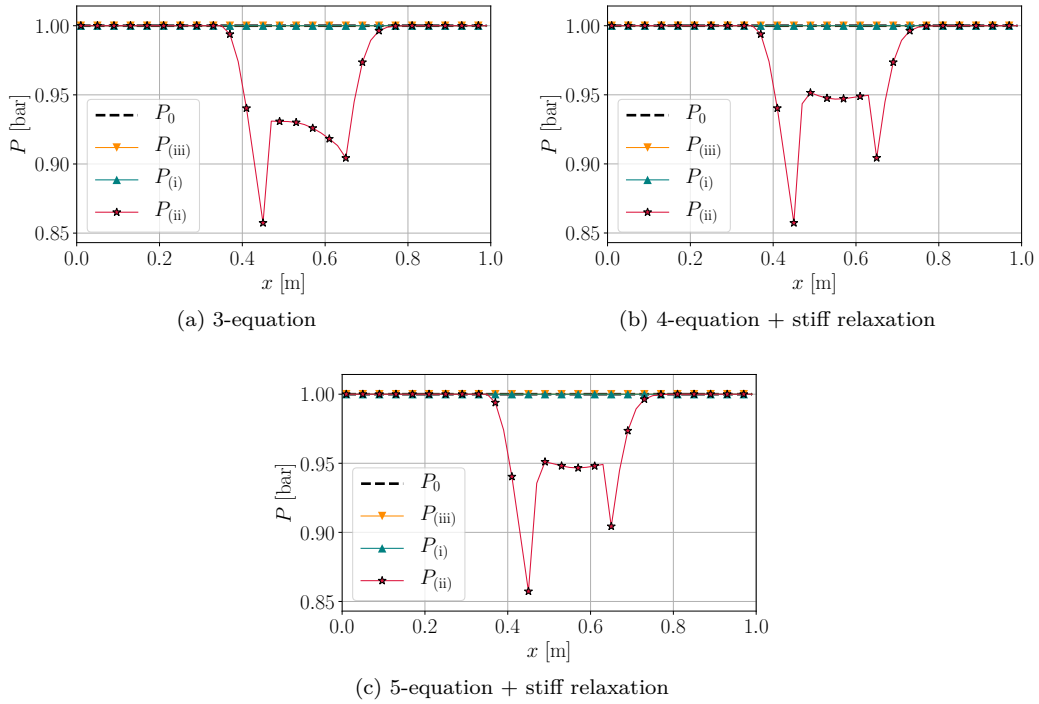 1.00
0.95
0.90
0.85
P [bar]
P₀
P₍ᵢᵢᵢ₎
P₍ᵢ₎
P₍ᵢᵢ₎
0.0 0.2 0.4 0.6 0.8 1.0
x [m]
(a) 3-equation
1.00
0.95
0.90
0.85
P [bar]
P₀
P₍ᵢᵢᵢ₎
P₍ᵢ₎
P₍ᵢᵢ₎
0.0 0.2 0.4 0.6 0.8 1.0
x [m]
(b) 4-equation + stiff relaxation
1.00
0.95
0.90
0.85
P [bar]
P₀
P₍ᵢᵢᵢ₎
P₍ᵢ₎
P₍ᵢᵢ₎
0.0 0.2 0.4 0.6 0.8 1.0
x [m]
(c) 5-equation + stiff relaxation